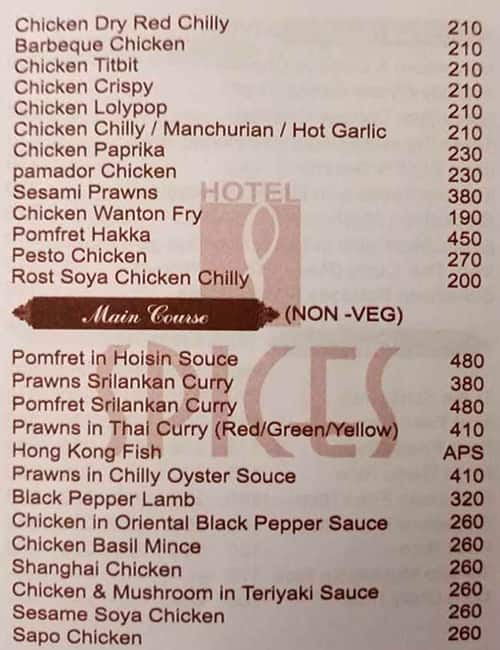 Chicken Dry Red Chilly 210
Barbeque Chicken 210
Chicken Titbit 210
Chicken Crispy 210
Chicken Lolypop 210
Chicken Chilly / Manchurian / Hot Garlic 210
Chicken Paprika 230
pamador Chicken 230
Sesami Prawns 380
Chicken Wanton Fry 190
Pomfret Hakka 450
Pesto Chicken 270
Rost Soya Chicken Chilly 200
HOTEL
SPICES
Main Course (NON -VEG)
Pomfret in Hoisin Souce 480
Prawns Srilankan Curry 380
Pomfret Srilankan Curry 480
Prawns in Thai Curry (Red/Green/Yellow) 410
Hong Kong Fish APS
Prawns in Chilly Oyster Souce 410
Black Pepper Lamb 320
Chicken in Oriental Black Pepper Sauce 260
Chicken Basil Mince 260
Shanghai Chicken 260
Chicken & Mushroom in Teriyaki Sauce 260
Sesame Soya Chicken 260
Sapo Chicken 260